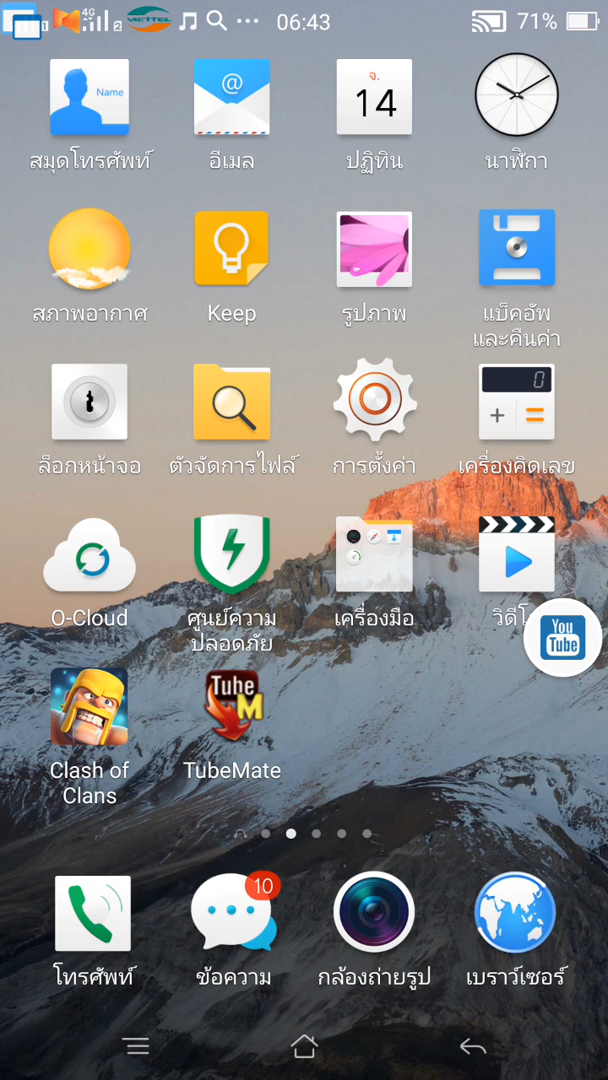 4G
2
VIETTEL
06:43
71%
Name
@
จ.
14
สมุดโทรศัพท์
อีเมล
ปฏิทิน
นาฬิกา
สภาพอากาศ
Keep
รูปภาพ
แบ็คอัพ
และคืนค่า
0
ล็อกหน้าจอ
ตัวจัดการไฟล์
การตั้งค่า
เครื่องคิดเลข
O-Cloud
ศูนย์ความ
ปลอดภัย
เครื่องมือ
วิดีโ
You
Tube
Tube
M
Clash of
Clans
TubeMate
10
โทรศัพท์
ข้อความ
กล้องถ่ายรูป
เบราว์เซอร์